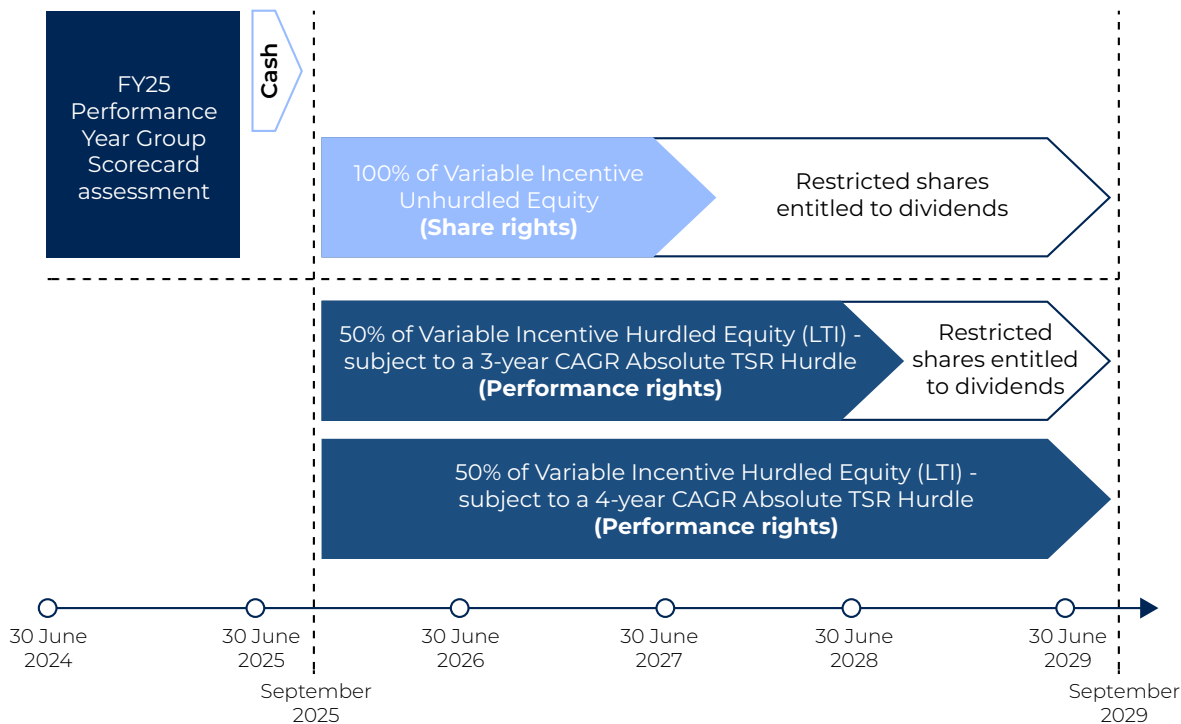 FY25
Performance
Year Group
Scorecard
assessment
Cash
100% of Variable Incentive
Unhurdled Equity
(Share rights)
Restricted shares
entitled to dividends
50% of Variable Incentive Hurdled Equity (LTI) -
subject to a 3-year CAGR Absolute TSR Hurdle
(Performance rights)
Restricted
shares entitled
to dividends
50% of Variable Incentive Hurdled Equity (LTI) -
subject to a 4-year CAGR Absolute TSR Hurdle
(Performance rights)
30 June
2024
30 June
2025
30 June
2026
30 June
2027
30 June
2028
30 June
2029
September
2025
September
2029